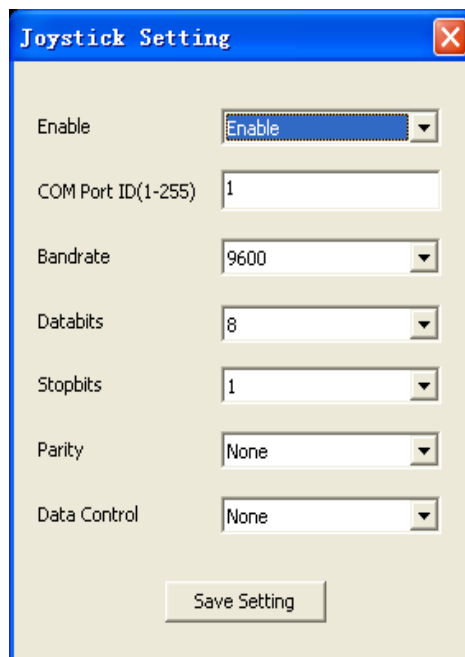 Joystick Setting
Enable Enable
COM Port ID(1-255) 1
Bandrate 9600
Databits 8
Stopbits 1
Parity None
Data Control None
Save Setting